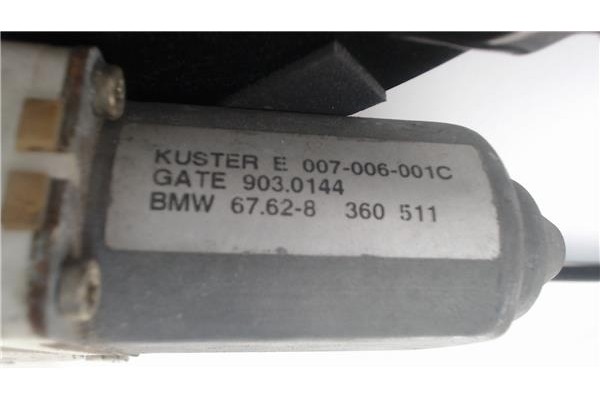 KUSTER E 007-006-001C
GATE 903.0144
BMW 67.62-8 360 511